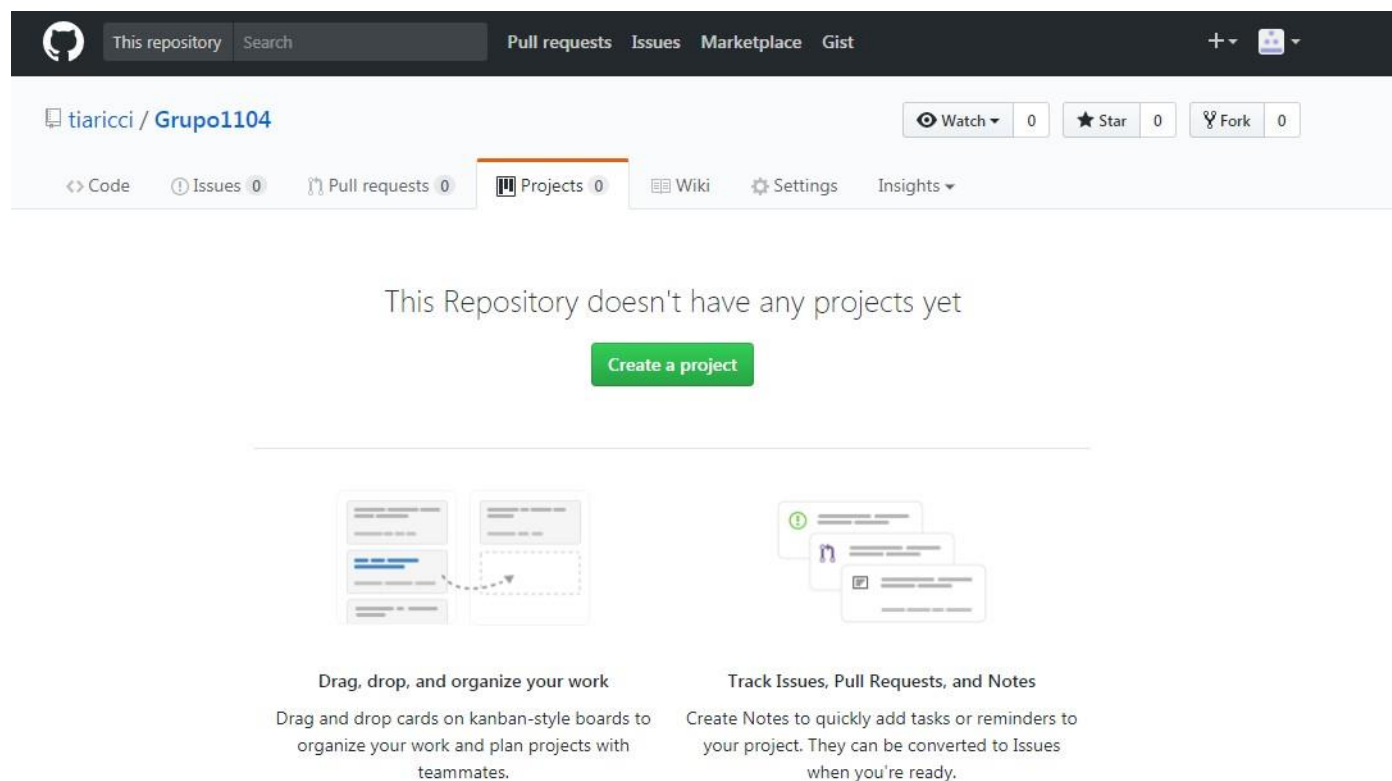 This repository Search Pull requests Issues Marketplace Gist
tiaricci / Grupo1104 Watch 0 Star 0 Fork 0
Code Issues 0 Pull requests 0 Projects 0 Wiki Settings Insights
This Repository doesn't have any projects yet
Create a project
Drag, drop, and organize your work
Drag and drop cards on kanban-style boards to
organize your work and plan projects with
teammates.
Track Issues, Pull Requests, and Notes
Create Notes to quickly add tasks or reminders to
your project. They can be converted to Issues
when you're ready.